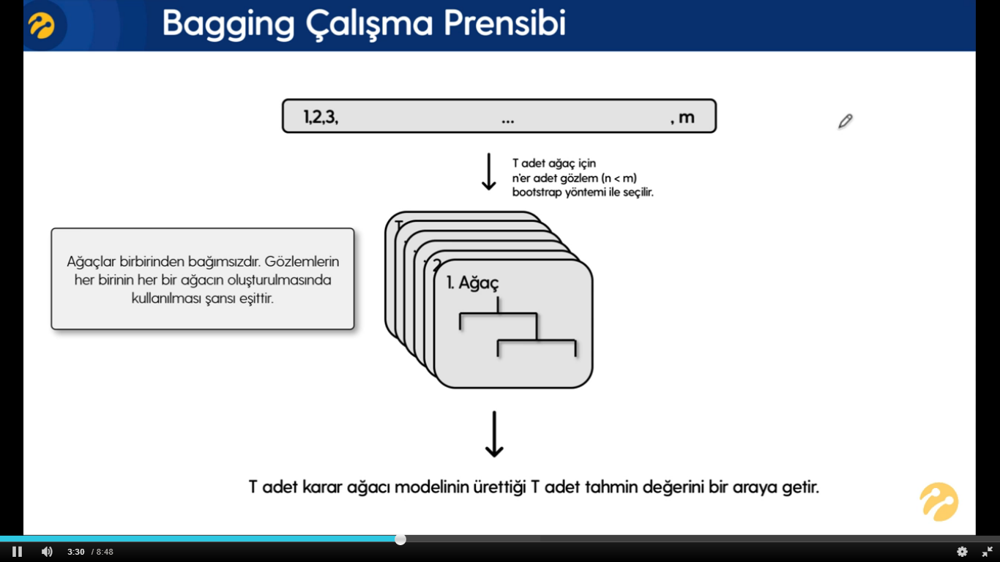 Bagging Çalışma Prensibi
1,2,3, ... , m
T adet ağaç için
n'er adet gözlem (n < m)
bootstrap yöntemi ile seçilir.
Ağaçlar birbirinden bağımsızdır. Gözlemlerin
her birinin her bir ağacın oluşturulmasında
kullanılması şansı eşittir.
T
2
1. Ağaç
T adet karar ağacı modelinin ürettiği T adet tahmin değerini bir araya getir.
3:30 / 8:48